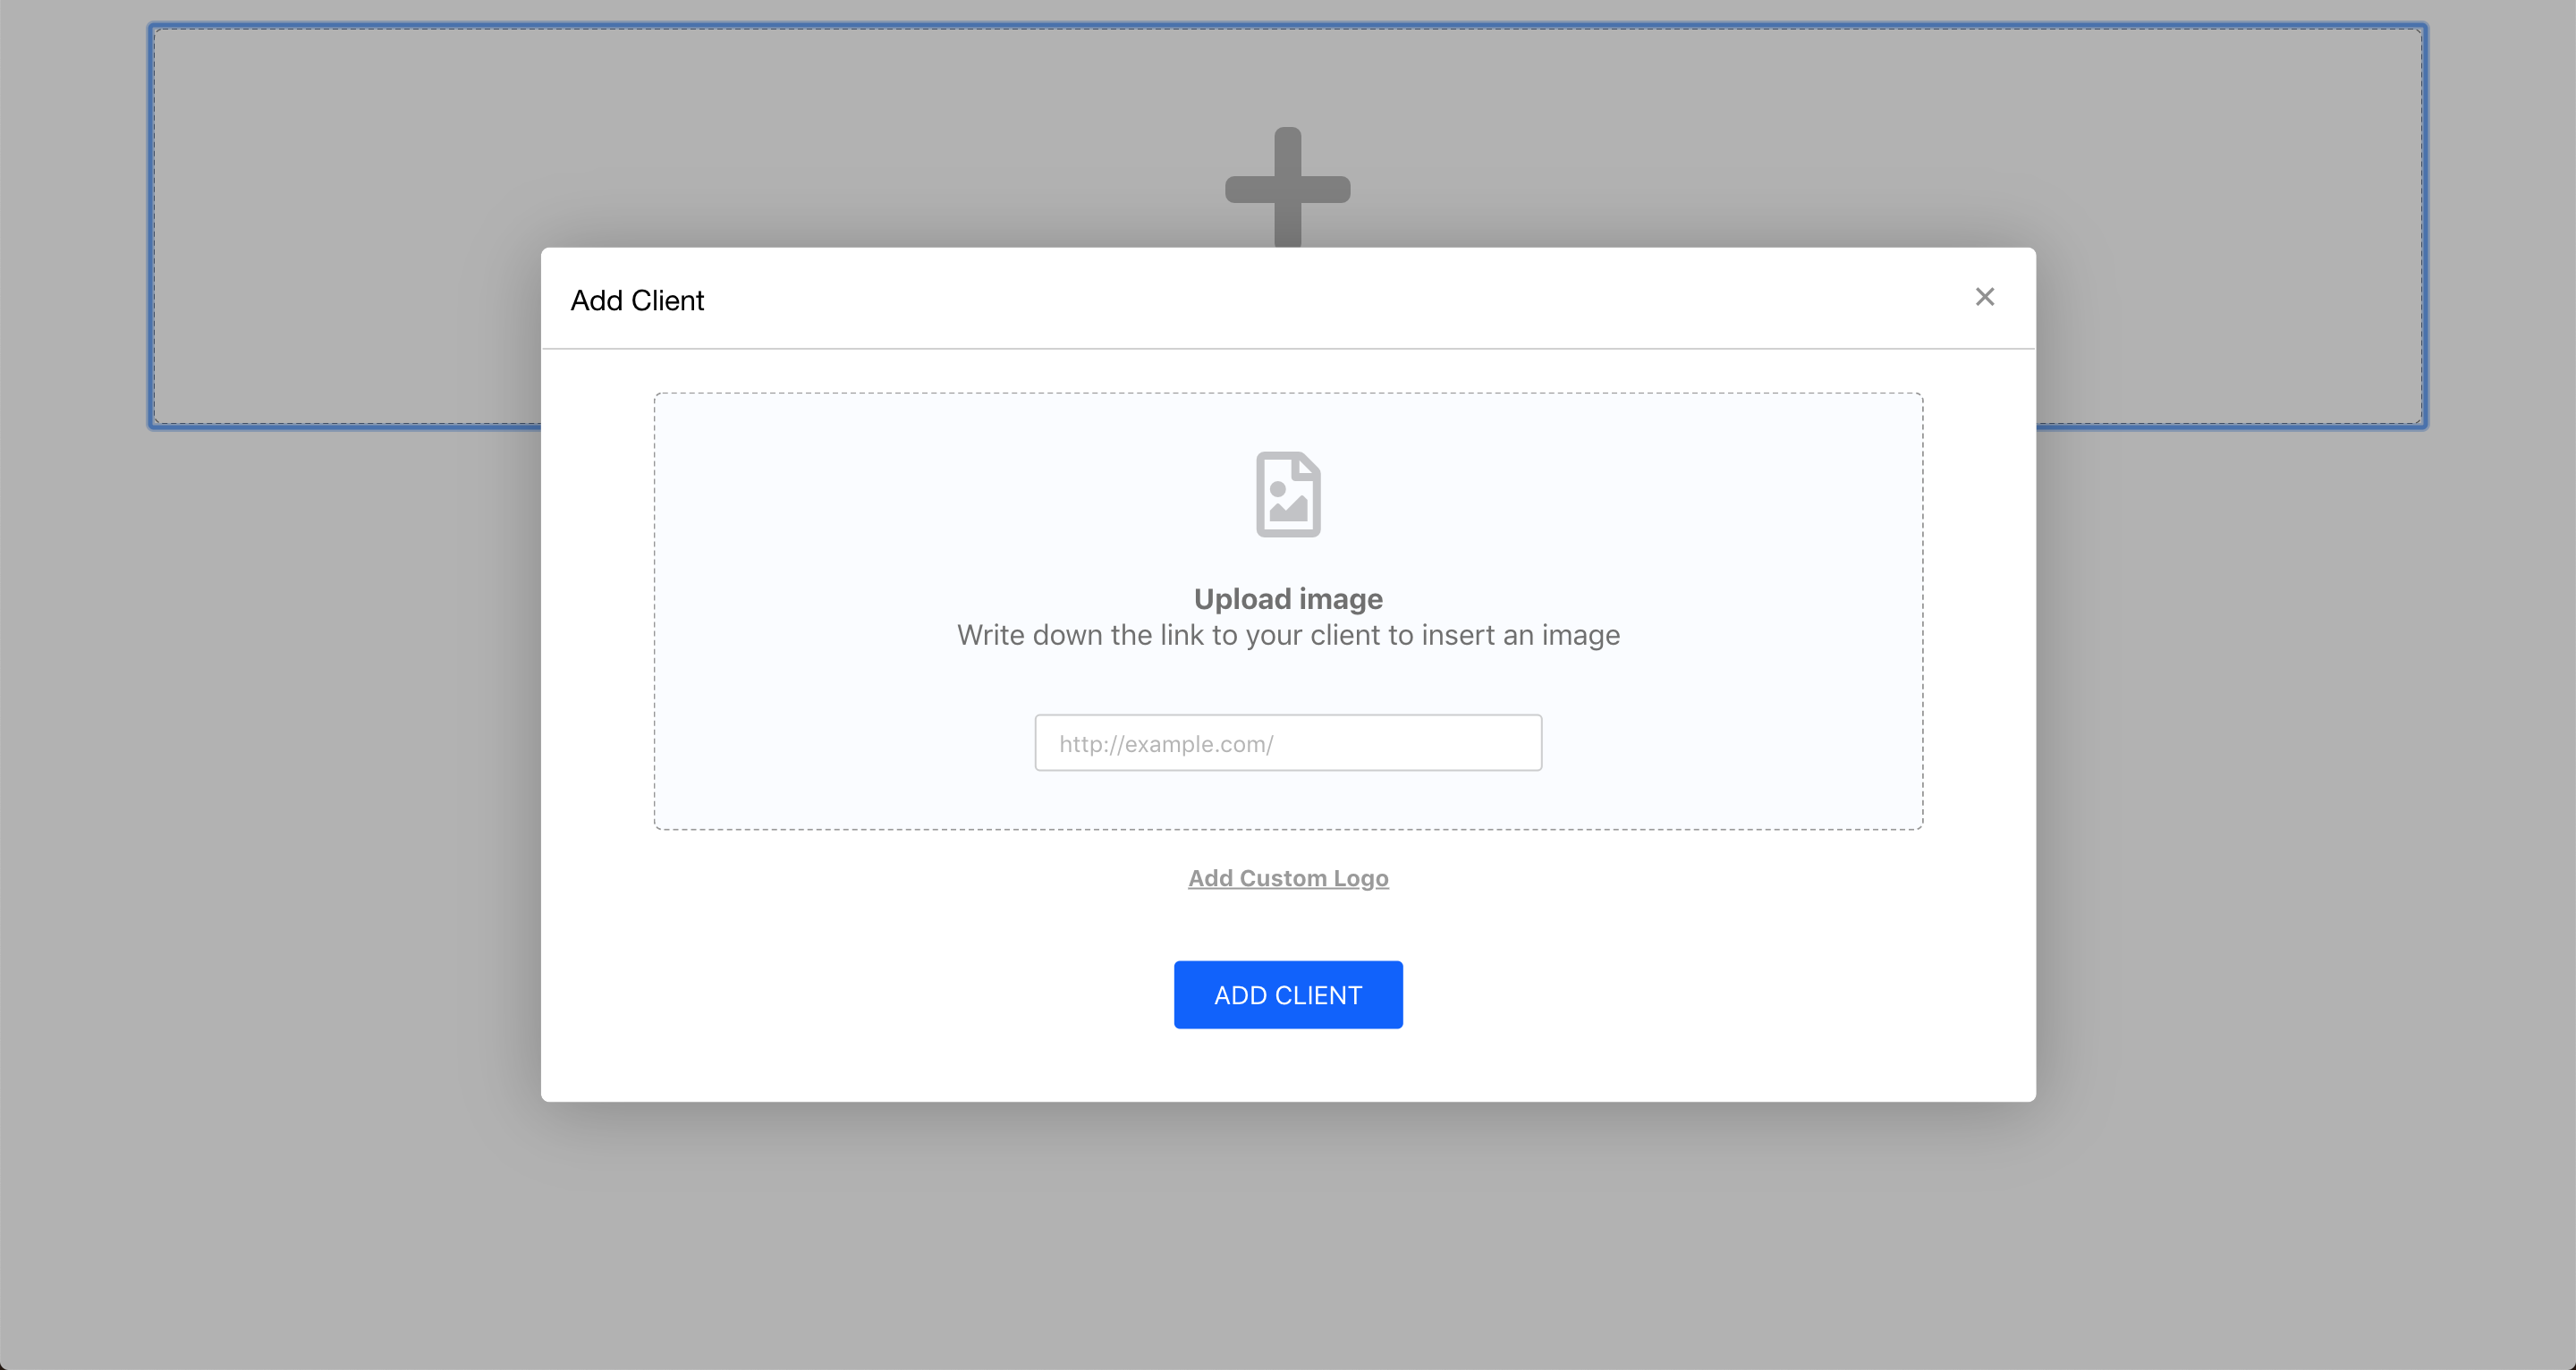 Add Client
Upload image
Write down the link to your client to insert an image
http://example.com/
Add Custom Logo
ADD CLIENT